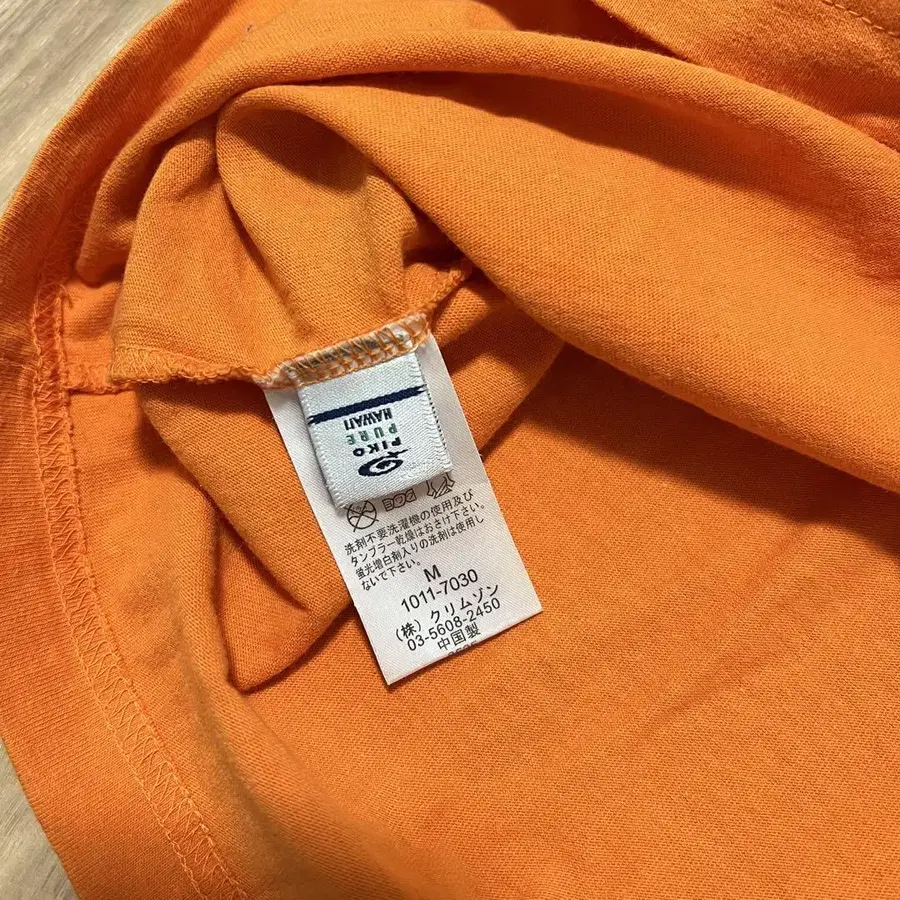 PIKO
PURE
HAWAII
洗剤不要洗濯機の使用及び
タンブラー乾燥はおさけ下さい。
蛍光増白剤入りの洗剤は使用し
ないで下さい。
M
1011-7030
(株) クリムゾン
03-5608-2450
中国製